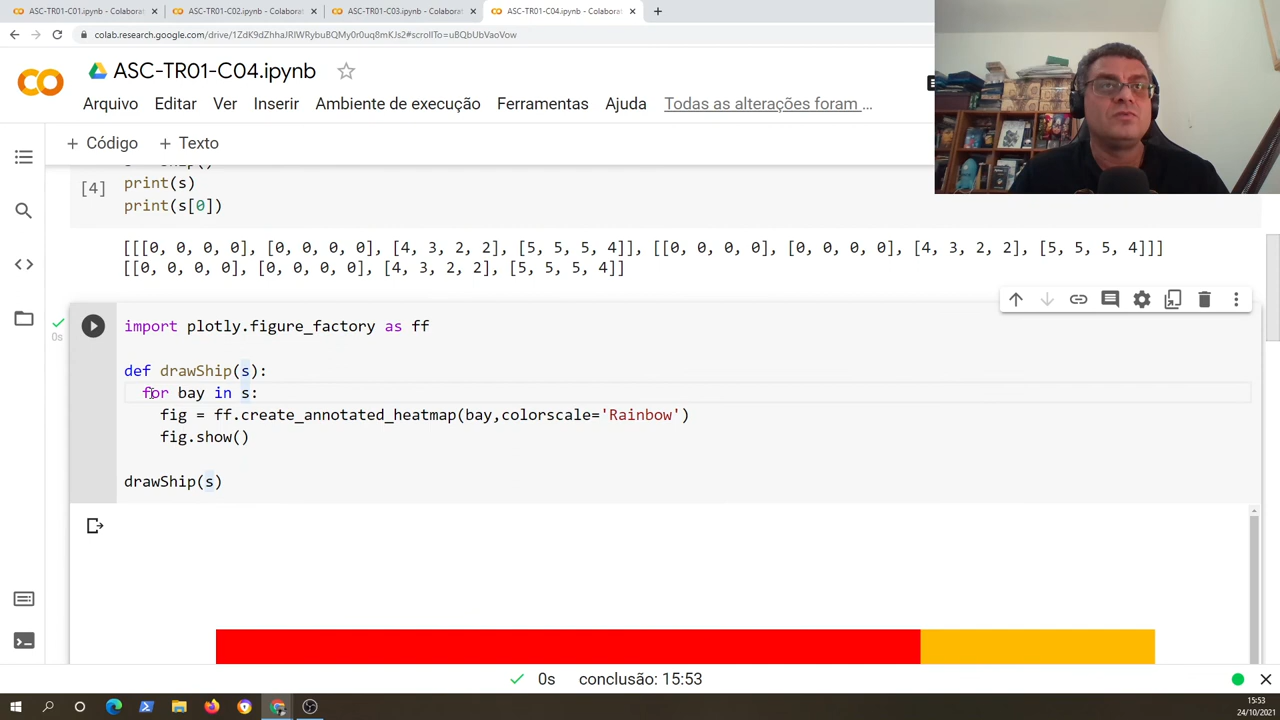 ASC-TR01-C01.ipynb - Colaborat
ASC-TR01-C02.ipynb - Colaborat
ASC-TR01-C03.ipynb - Colaborat
ASC-TR01-C04.ipynb - Colaborat
colab.research.google.com/drive/1ZdK9dZhhaJRIWRybuBQMy0r0uq8mKJs2#scrollTo=uBQbUbVaoVow
ASC-TR01-C04.ipynb
Arquivo Editar Ver Inserir Ambiente de execução Ferramentas Ajuda Todas as alterações foram ...
+ Código + Texto
[4]
print(s)
print(s[0])
[[[0, 0, 0, 0], [0, 0, 0, 0], [4, 3, 2, 2], [5, 5, 5, 4]], [[0, 0, 0, 0], [0, 0, 0, 0], [4, 3, 2, 2], [5, 5, 5, 4]]]
[[0, 0, 0, 0], [0, 0, 0, 0], [4, 3, 2, 2], [5, 5, 5, 4]]
import plotly.figure_factory as ff
0s
def drawShip(s):
for bay in s:
fig = ff.create_annotated_heatmap(bay,colorscale='Rainbow')
fig.show()
drawShip(s)
0s conclusão: 15:53
15:53
24/10/2021